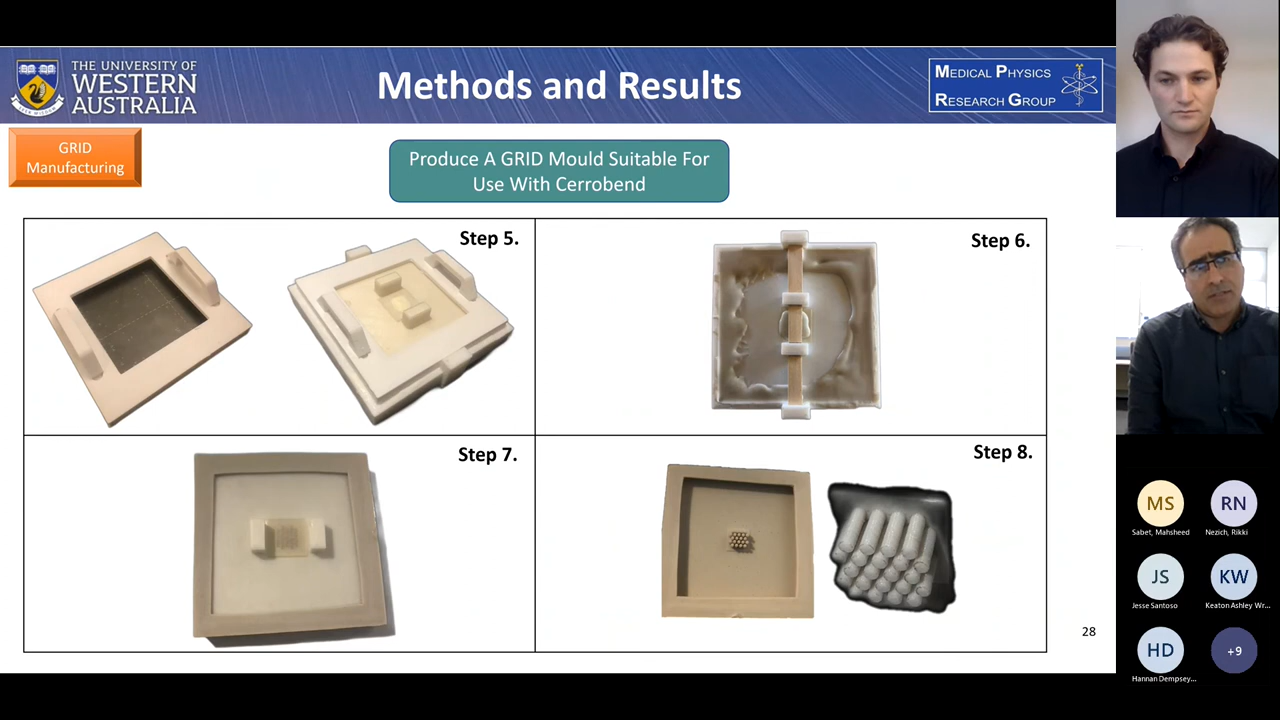 THE UNIVERSITY OF
WESTERN
AUSTRALIA
Methods and Results
MEDICAL PHYSICS
RESEARCH GROUP
GRID
Manufacturing
Produce A GRID Mould Suitable For
Use With Cerrobend
Step 5.
Step 6.
Step 7.
Step 8.
28
MS
RN
Sabet, Mahsheed
Nezich, Rikki
JS
KW
Jesse Santoso
Keaton Ashley Wr...
HD
+9
Hannan Dempsey...